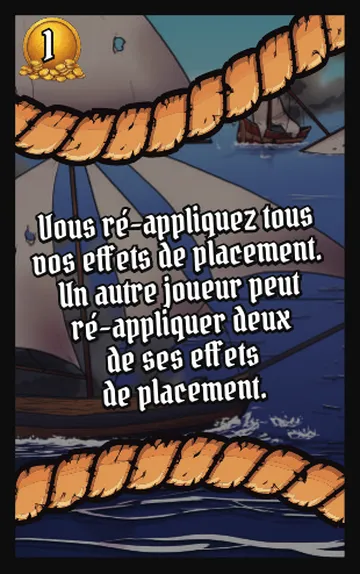 1
Vous ré-appliquez tous
vos effets de placement.
Un autre joueur peut
ré-appliquer deux
de ses effets
de placement.